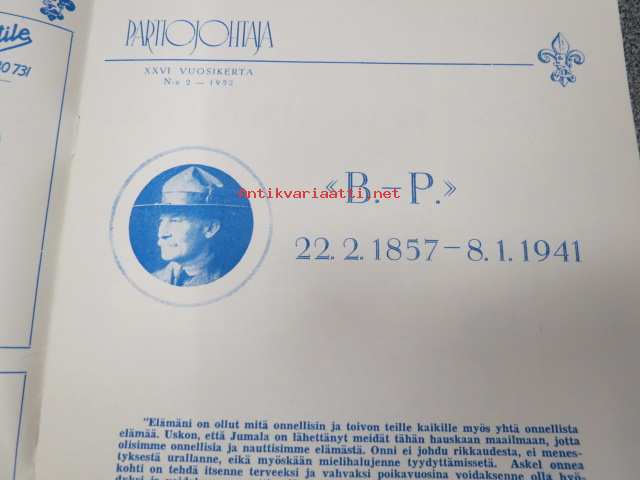 tile
40 731
PARTIOJOHTAJA
XXVI VUOSIKERTA
N:o 2 — 1952
«B.-P.»
Antikvariaatti.net
22. 2. 1857 – 8. 1. 1941
"Elämäni on ollut mitä onnellisin ja toivon teille kaikille myös yhtä onnellista
elämää. Uskon, että Jumala on lähettänyt meidät tähän hauskaan maailmaan, jotta
olisimme onnellisia ja nauttisimme elämästä. Onni ei johdu rikkaudesta, ei menes-
tyksestä urallanne, eikä myöskään mielihalujenne tyydyttämisetä. Askel onnea
kohti on tehdä itsenne terveeksi ja vahvaksi poikavuosina voidaksenne olla hyö-